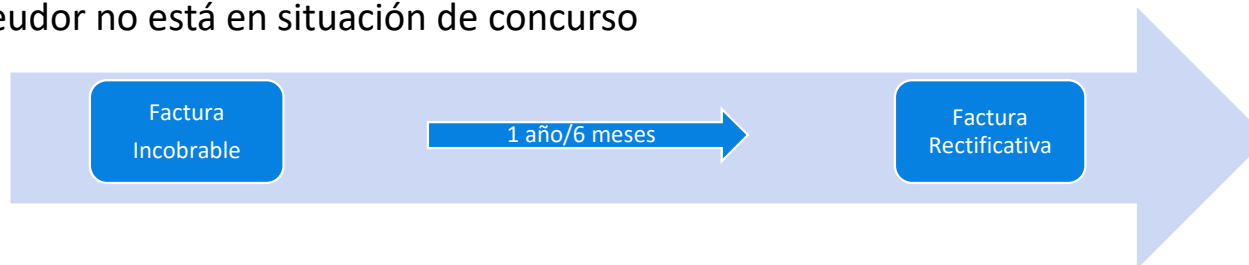 eudor no está en situación de concurso
Factura
Incobrable
1 año/6 meses
Factura
Rectificativa